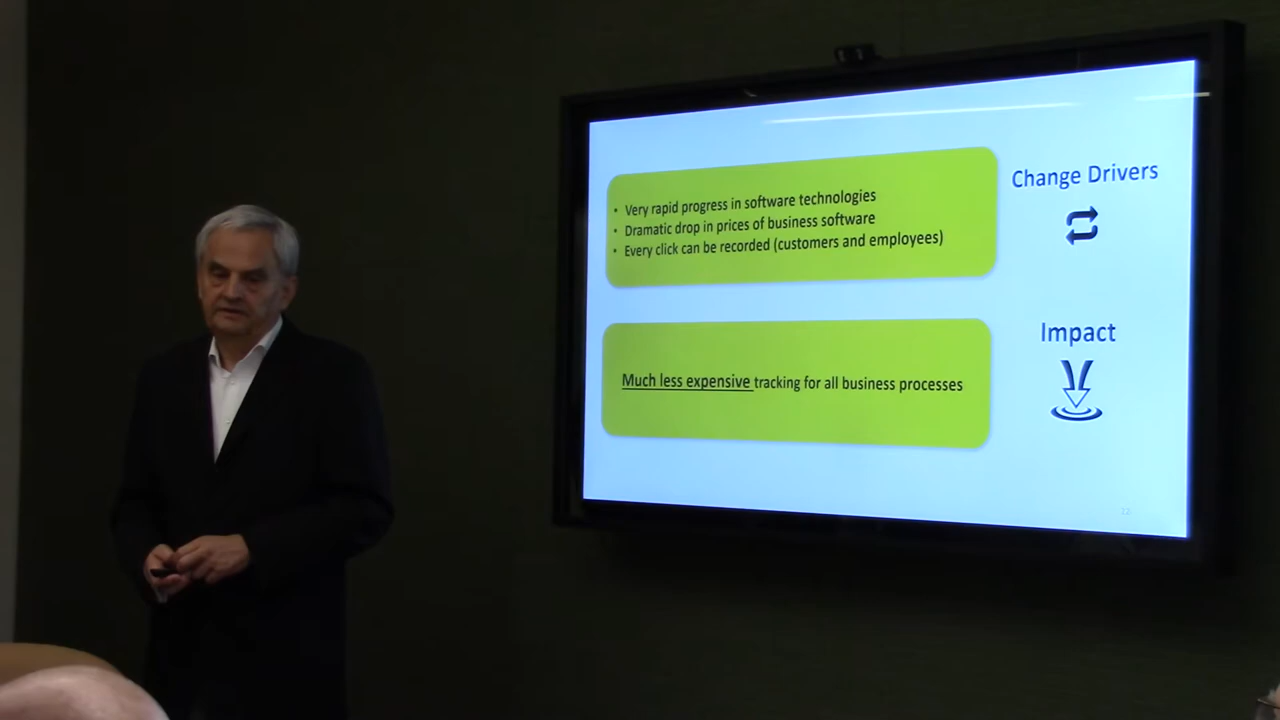 • Very rapid progress in software technologies
• Dramatic drop in prices of business software
• Every click can be recorded (customers and employees)
Change Drivers
Much less expensive tracking for all business processes
Impact
22